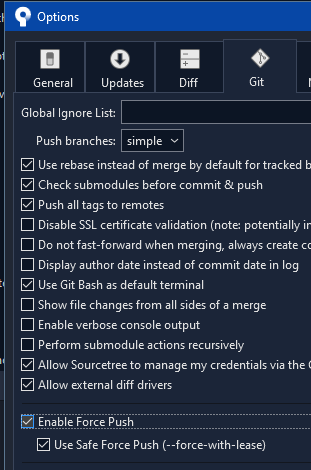 Options
General Updates Diff Git
Global Ignore List:
Push branches: simple
Use rebase instead of merge by default for tracked b
Check submodules before commit & push
Push all tags to remotes
Disable SSL certificate validation (note: potentially in
Do not fast-forward when merging, always create co
Display author date instead of commit date in log
Use Git Bash as default terminal
Show file changes from all sides of a merge
Enable verbose console output
Perform submodule actions recursively
Allow Sourcetree to manage my credentials via the
Allow external diff drivers
Enable Force Push
Use Safe Force Push (--force-with-lease)